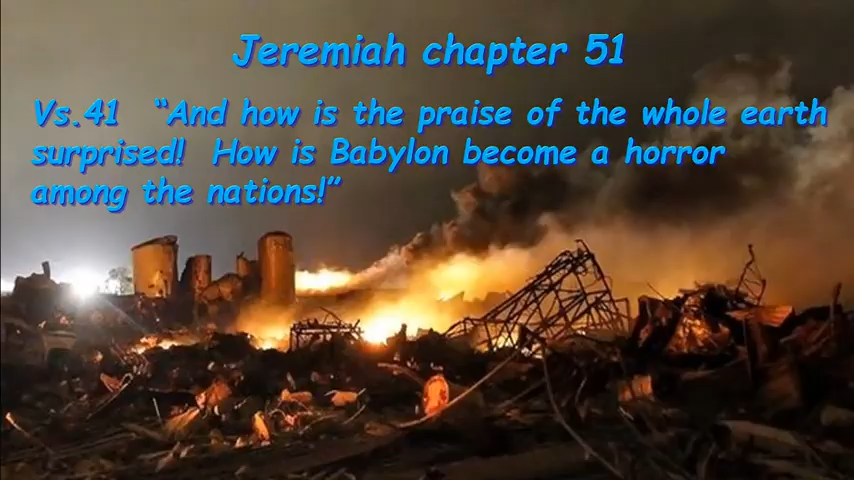 Jeremiah chapter 51
Vs.41 “And how is the praise of the whole earth
surprised! How is Babylon become a horror
among the nations!”